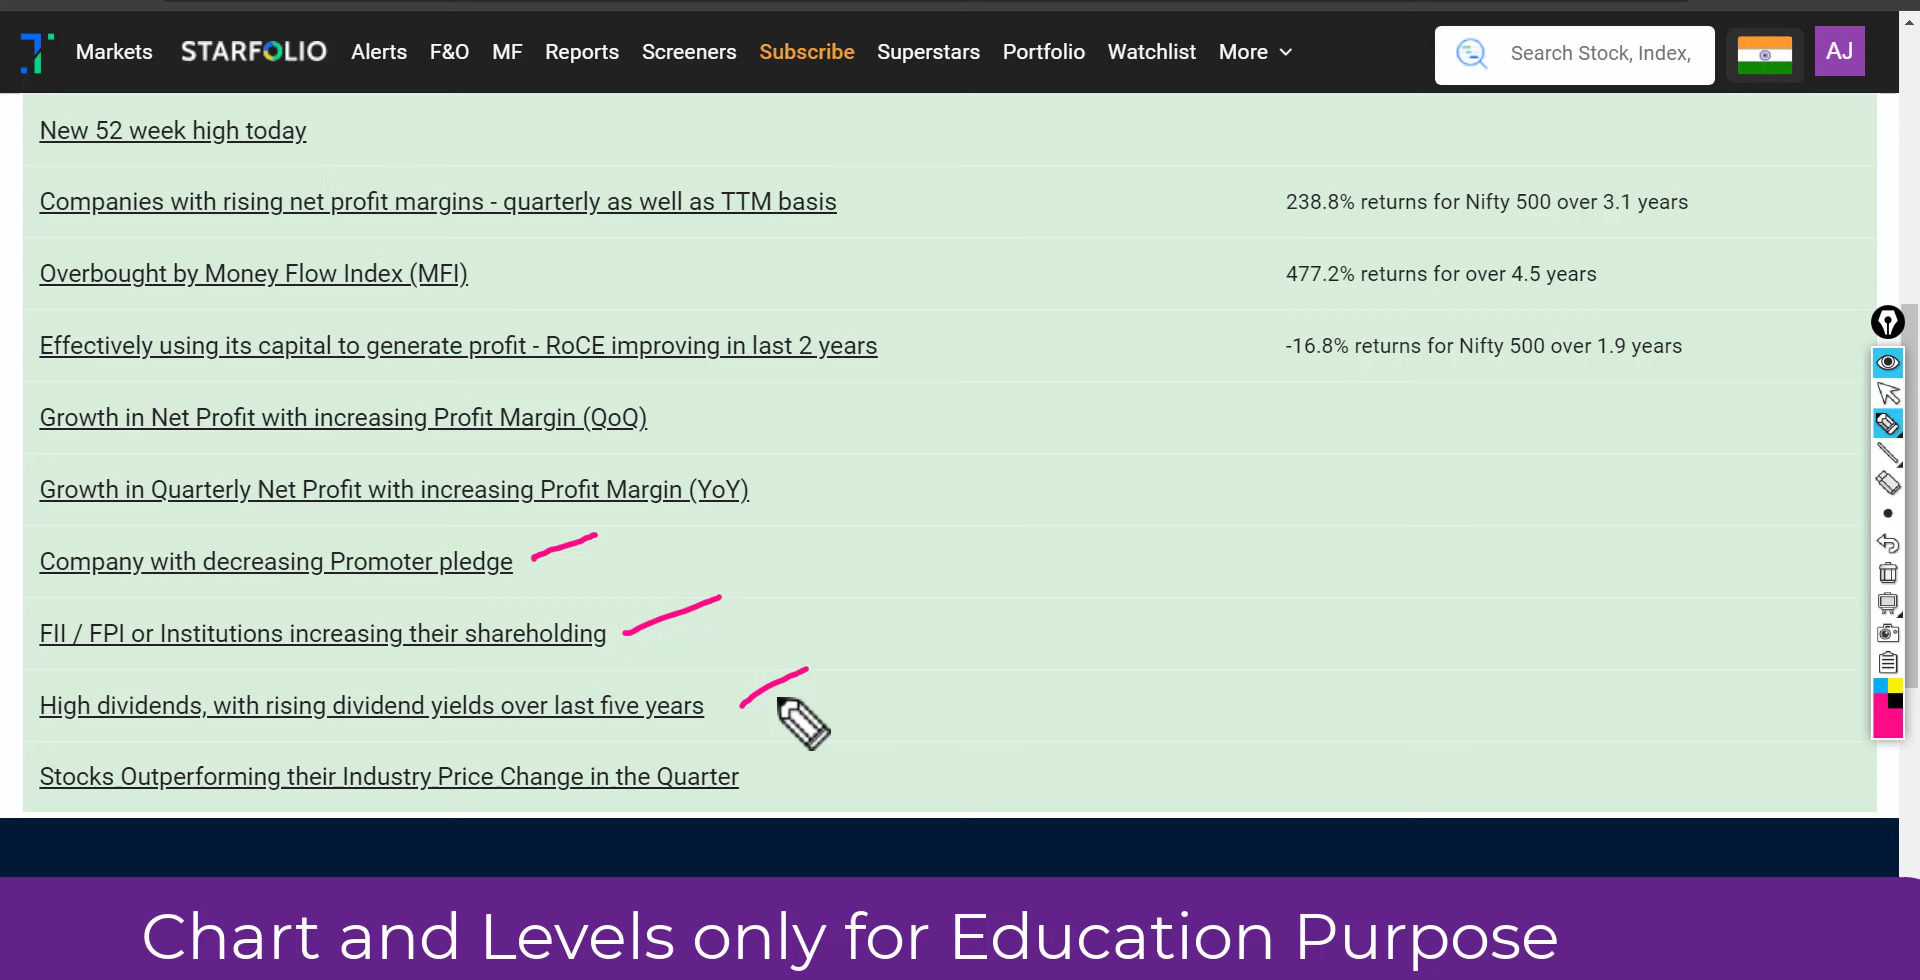 Markets STARFOLIO Alerts F&O MF Reports Screeners Subscribe Superstars Portfolio Watchlist More Search Stock, Index, AJ
New 52 week high today
Companies with rising net profit margins - quarterly as well as TTM basis 238.8% returns for Nifty 500 over 3.1 years
Overbought by Money Flow Index (MFI) 477.2% returns for over 4.5 years
Effectively using its capital to generate profit - RoCE improving in last 2 years -16.8% returns for Nifty 500 over 1.9 years
Growth in Net Profit with increasing Profit Margin (QoQ)
Growth in Quarterly Net Profit with increasing Profit Margin (YoY)
Company with decreasing Promoter pledge
FII / FPI or Institutions increasing their shareholding
High dividends, with rising dividend yields over last five years
Stocks Outperforming their Industry Price Change in the Quarter
Chart and Levels only for Education Purpose